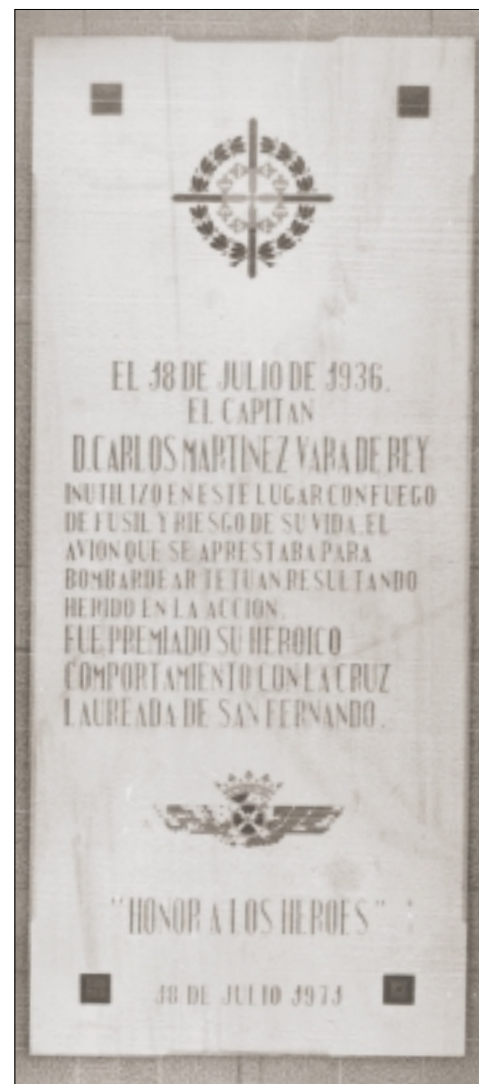 EL 18 DE JULIO DE 1936.
EL CAPITAN
D.CARLOS MARTINEZ VARA DE REY
INUTILIZO EN ESTE LUGAR CON FUEGO
DE FUSIL Y RIESGO DE SU VIDA, EL
AVION QUE SE APRESTABA PARA
BOMBARDEAR TETUAN RESULTANDO
HERIDO EN LA ACCION.
FUE PREMIADO SU HEROICO
COMPORTAMIENTO CON LA CRUZ
LAUREADA DE SAN FERNANDO.
"HONOR A LOS HEROES"
18 DE JULIO 1971